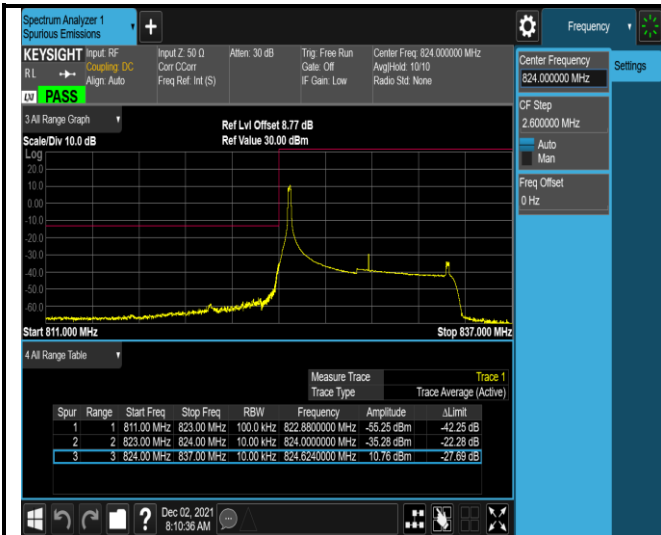 Spectrum Analyzer 1
Spurious Emissions
+
Frequency
KEYSIGHT
RL
Input: RF
Coupling: DC
Align: Auto
Input Z: 50 Ω
Corr CCorr
Freq Ref: Int (S)
Atten: 30 dB
Trig: Free Run
Gate: Off
IF Gain: Low
Center Freq: 824.000000 MHz
Avg|Hold: 10/10
Radio Std: None
LXI PASS
Center Frequency
824.000000 MHz
Settings
CF Step
2.600000 MHz
Auto
Man
Freq Offset
0 Hz
3 All Range Graph
Scale/Div 10.0 dB
Ref Lvl Offset 8.77 dB
Ref Value 30.00 dBm
Log
20.0
10.0
0.00
-10.0
-20.0
-30.0
-40.0
-50.0
-60.0
Start 811.000 MHz
Stop 837.000 MHz
4 All Range Table
Measure Trace Trace 1
Trace Type Trace Average (Active)
Spur Range Start Freq Stop Freq RBW Frequency Amplitude ΔLimit
1 1 811.00 MHz 823.00 MHz 100.0 kHz 822.8800000 MHz -55.25 dBm -42.25 dB
2 2 823.00 MHz 824.00 MHz 10.00 kHz 824.0000000 MHz -35.28 dBm -22.28 dB
3 3 824.00 MHz 837.00 MHz 10.00 kHz 824.6240000 MHz 10.76 dBm -27.69 dB
?
Dec 02, 2021
8:10:36 AM